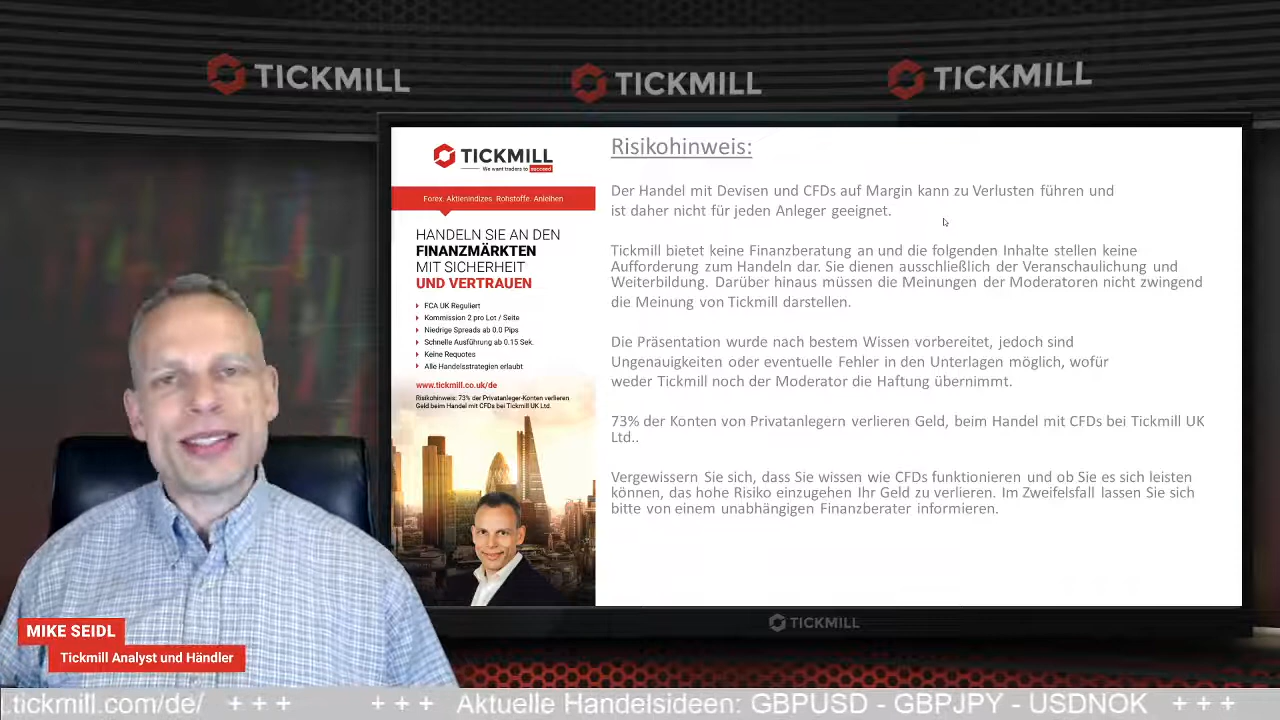 TICKMILL
TICKMILL
TICKMILL
TICKMILL
We want traders to succeed
Forex. Aktienindizes Rohstoffe. Anleihen
HANDELN SIE AN DEN
FINANZMÄRKTEN
MIT SICHERHEIT
UND VERTRAUEN
FCA UK Reguliert
Kommission 2 pro Lot / Seite
Niedrige Spreads ab 0.0 Pips
Schnelle Ausführung ab 0.15 Sek.
Keine Requotes
Alle Handelsstrategien erlaubt
www.tickmill.co.uk/de
Risikohinweis: 73% der Privatanleger-Konten verlieren
Geld beim Handel mit CFDs bei Tickmill UK Ltd.
Risikohinweis:
Der Handel mit Devisen und CFDs auf Margin kann zu Verlusten führen und
ist daher nicht für jeden Anleger geeignet.
Tickmill bietet keine Finanzberatung an und die folgenden Inhalte stellen keine
Aufforderung zum Handeln dar. Sie dienen ausschließlich der Veranschaulichung und
Weiterbildung. Darüber hinaus müssen die Meinungen der Moderatoren nicht zwingend
die Meinung von Tickmill darstellen.
Die Präsentation wurde nach bestem Wissen vorbereitet, jedoch sind
Ungenauigkeiten oder eventuelle Fehler in den Unterlagen möglich, wofür
weder Tickmill noch der Moderator die Haftung übernimmt.
73% der Konten von Privatanlegern verlieren Geld, beim Handel mit CFDs bei Tickmill UK
Ltd..
Vergewissern Sie sich, dass Sie wissen wie CFDs funktionieren und ob Sie es sich leisten
können, das hohe Risiko einzugehen Ihr Geld zu verlieren. Im Zweifelsfall lassen Sie sich
bitte von einem unabhängigen Finanzberater informieren.
TICKMILL
MIKE SEIDL
Tickmill Analyst und Händler
.tickmill.com/de/ +++ +++ Aktuelle Handelsideen: GBPUSD - GBPJPY - USDNOK +++